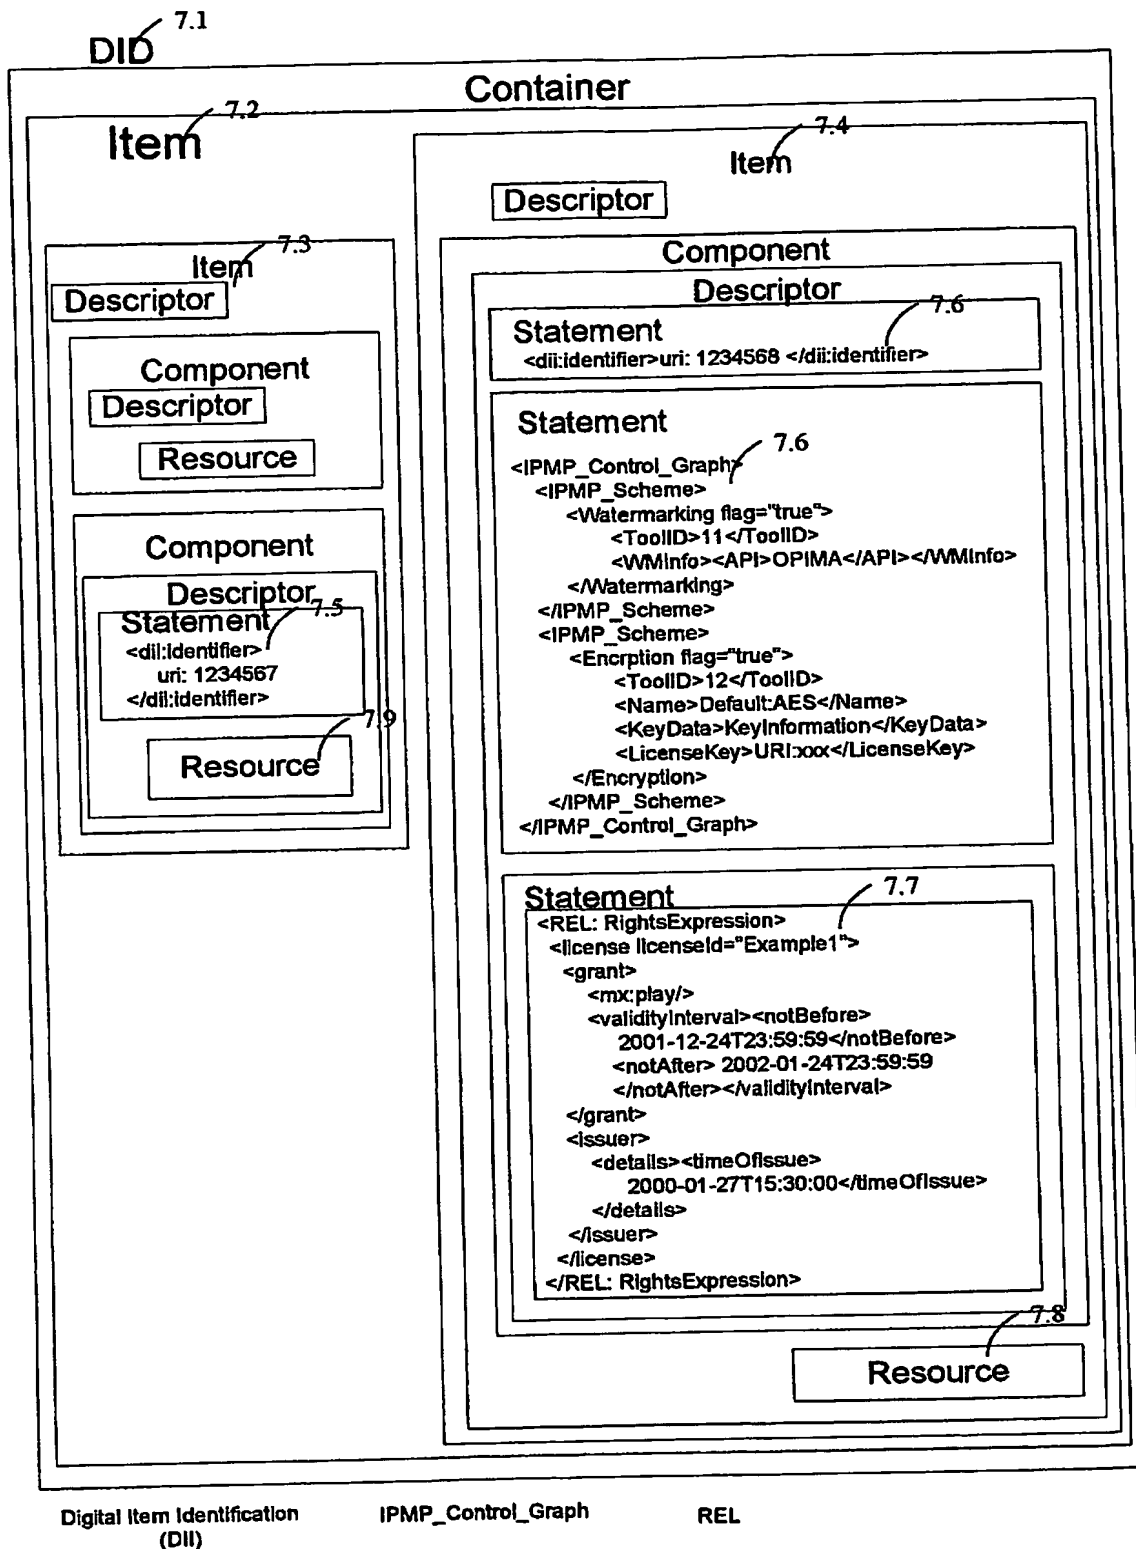 7.1
DID
Container
7.2
Item
7.3
Item
Descriptor
Component
Descriptor
Resource
Component
Descriptor
7.5
Statement
<dii:identifier>
uri: 1234567
</dii:identifier>
7.9
Resource
7.4
Item
Descriptor
Component
Descriptor
7.6
Statement
<dii:identifier>uri: 1234568 </dii:identifier>
Statement
7.6
<IPMP_Control_Graph>
<IPMP_Scheme>
<Watermarking flag="true">
<ToolID>11</ToolID>
<WMInfo><API>OPIMA</API></WMInfo>
</Watermarking>
</IPMP_Scheme>
<IPMP_Scheme>
<Encrption flag="true">
<ToolID>12</ToolID>
<Name>Default:AES</Name>
<KeyData>KeyInformation</KeyData>
<LicenseKey>URI:xxx</LicenseKey>
</Encryption>
</IPMP_Scheme>
</IPMP_Control_Graph>
7.7
Statement
<REL: RightsExpression>
<license licenseId="Example1">
<grant>
<mx:play/>
<validityInterval><notBefore>
2001-12-24T23:59:59</notBefore>
<notAfter> 2002-01-24T23:59:59
</notAfter></validityInterval>
</grant>
<issuer>
<details><timeOfIssue>
2000-01-27T15:30:00</timeOfIssue>
</details>
</issuer>
</license>
</REL: RightsExpression>
7.8
Resource
Digital Item Identification
(DII)
IPMP_Control_Graph
REL